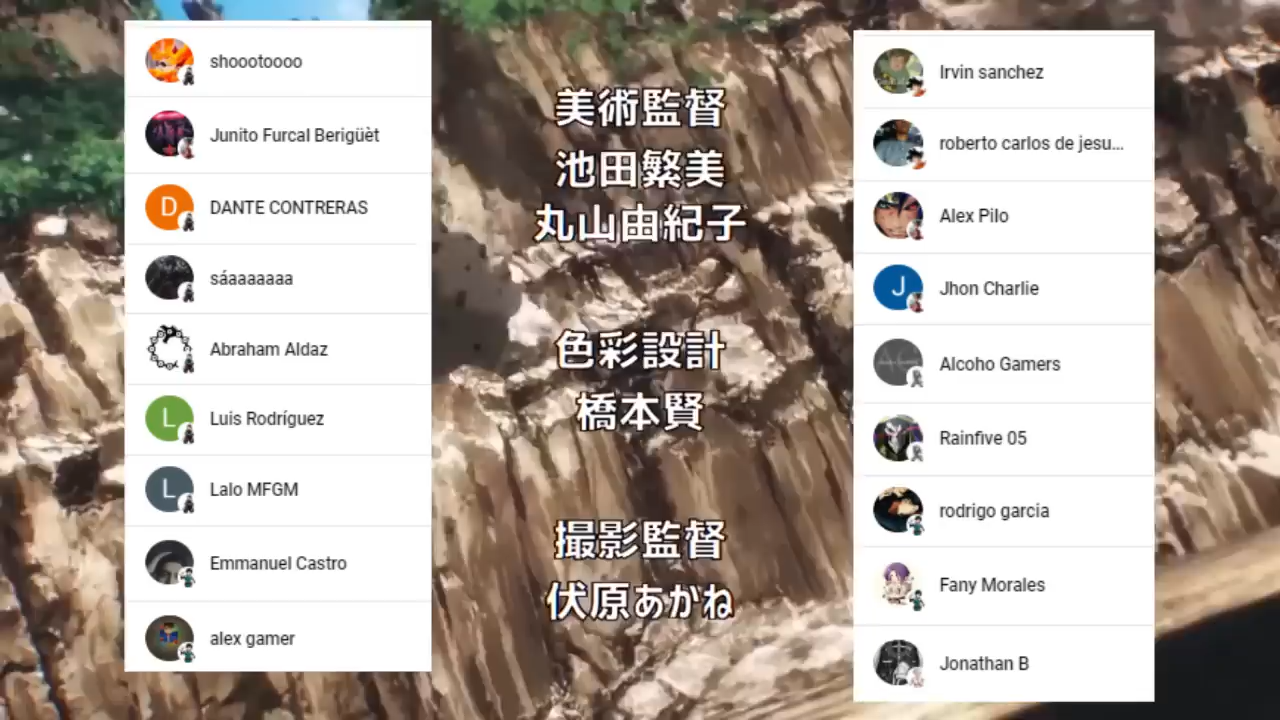 shoootoooo
Junito Furcal Berigüèt
D
DANTE CONTRERAS
sáaaaaaaa
Abraham Aldaz
L
Luis Rodríguez
L
Lalo MFGM
Emmanuel Castro
alex gamer
美術監督
池田繁美
丸山由紀子
色彩設計
橋本賢
撮影監督
伏原あかね
Irvin sanchez
roberto carlos de jesu...
Alex Pilo
J
Jhon Charlie
Alcoho Gamers
Rainfive 05
rodrigo garcia
Fany Morales
Jonathan B